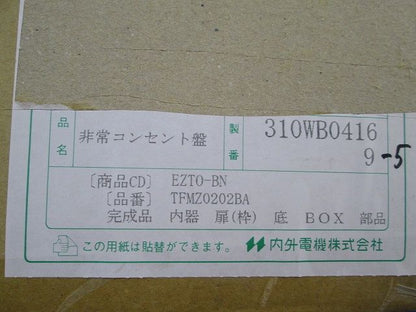 品名 非常コンセント盤 製番 310WB0416
9-5
[商品CD] EZTO-BN
[品番] TFMZ0202BA
完成品 内器 扉(枠) 底 BOX 部品
この用紙は貼替ができます。 内外電機株式会社